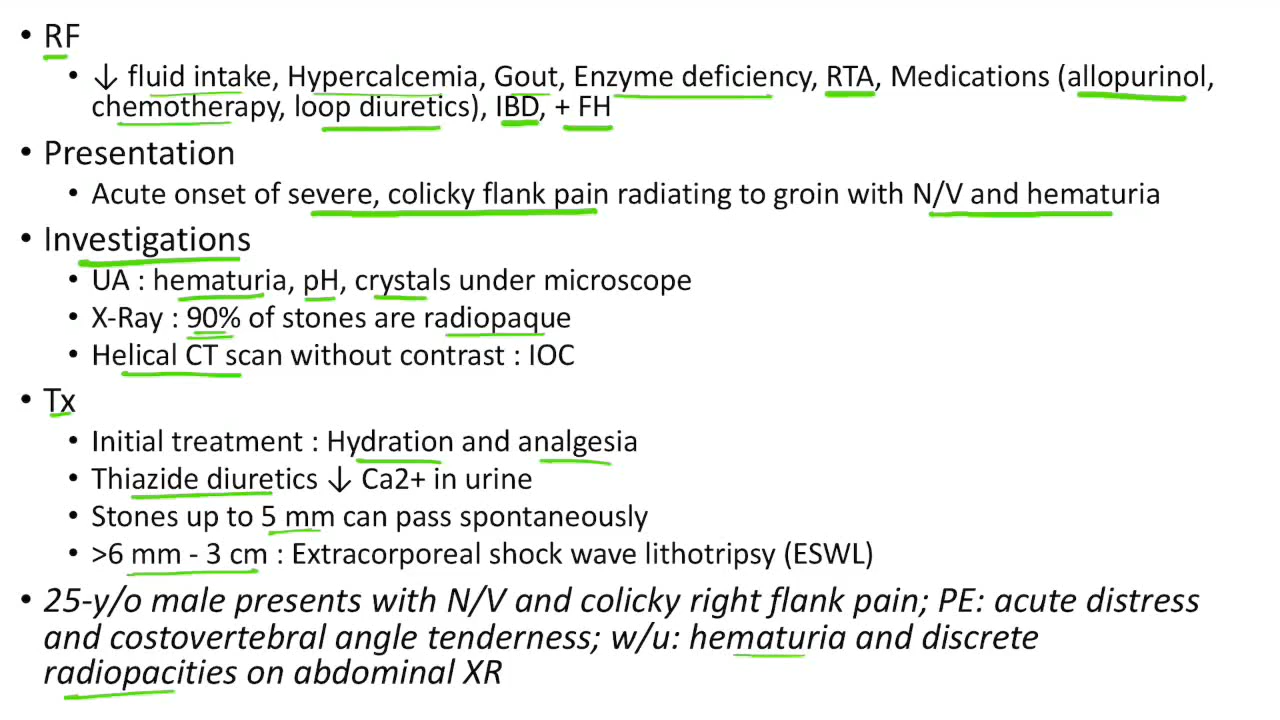 • RF
• ↓ fluid intake, Hypercalcemia, Gout, Enzyme deficiency, RTA, Medications (allopurinol,
chemotherapy, loop diuretics), IBD, + FH
• Presentation
• Acute onset of severe, colicky flank pain radiating to groin with N/V and hematuria
• Investigations
• UA : hematuria, pH, crystals under microscope
• X-Ray : 90% of stones are radiopaque
• Helical CT scan without contrast : IOC
• Tx
• Initial treatment : Hydration and analgesia
• Thiazide diuretics ↓ Ca2+ in urine
• Stones up to 5 mm can pass spontaneously
• >6 mm - 3 cm : Extracorporeal shock wave lithotripsy (ESWL)
• 25-y/o male presents with N/V and colicky right flank pain; PE: acute distress
and costovertebral angle tenderness; w/u: hematuria and discrete
radiopacities on abdominal XR